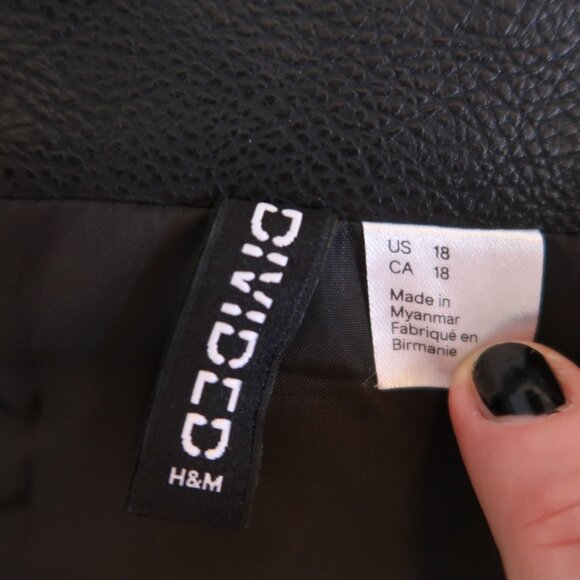 DIVIDED
H&M
US 18
CA 18
Made in
Myanmar
Fabriqué en
Birmanie